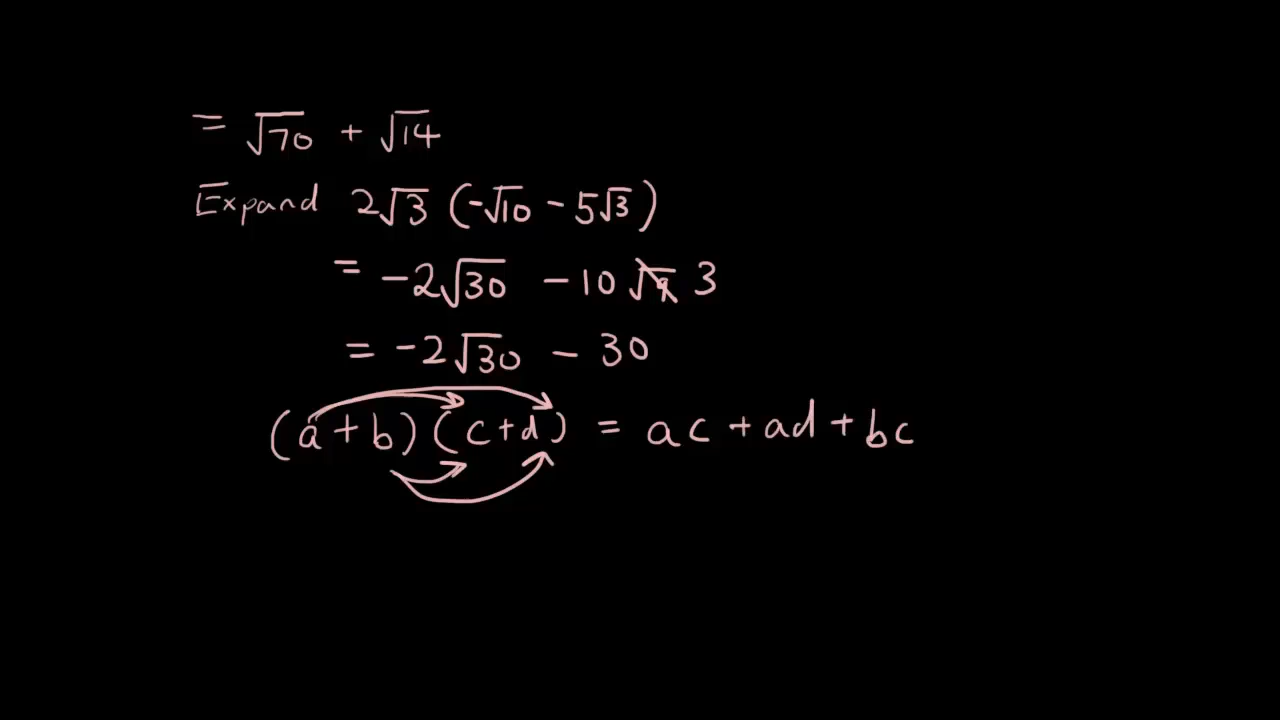 = √70 + √14
Expand 2√3 (-√10 - 5√3)
= -2√30 - 10 √9 3
= -2√30 - 30
(a+b)(c+d) = ac + ad + bc